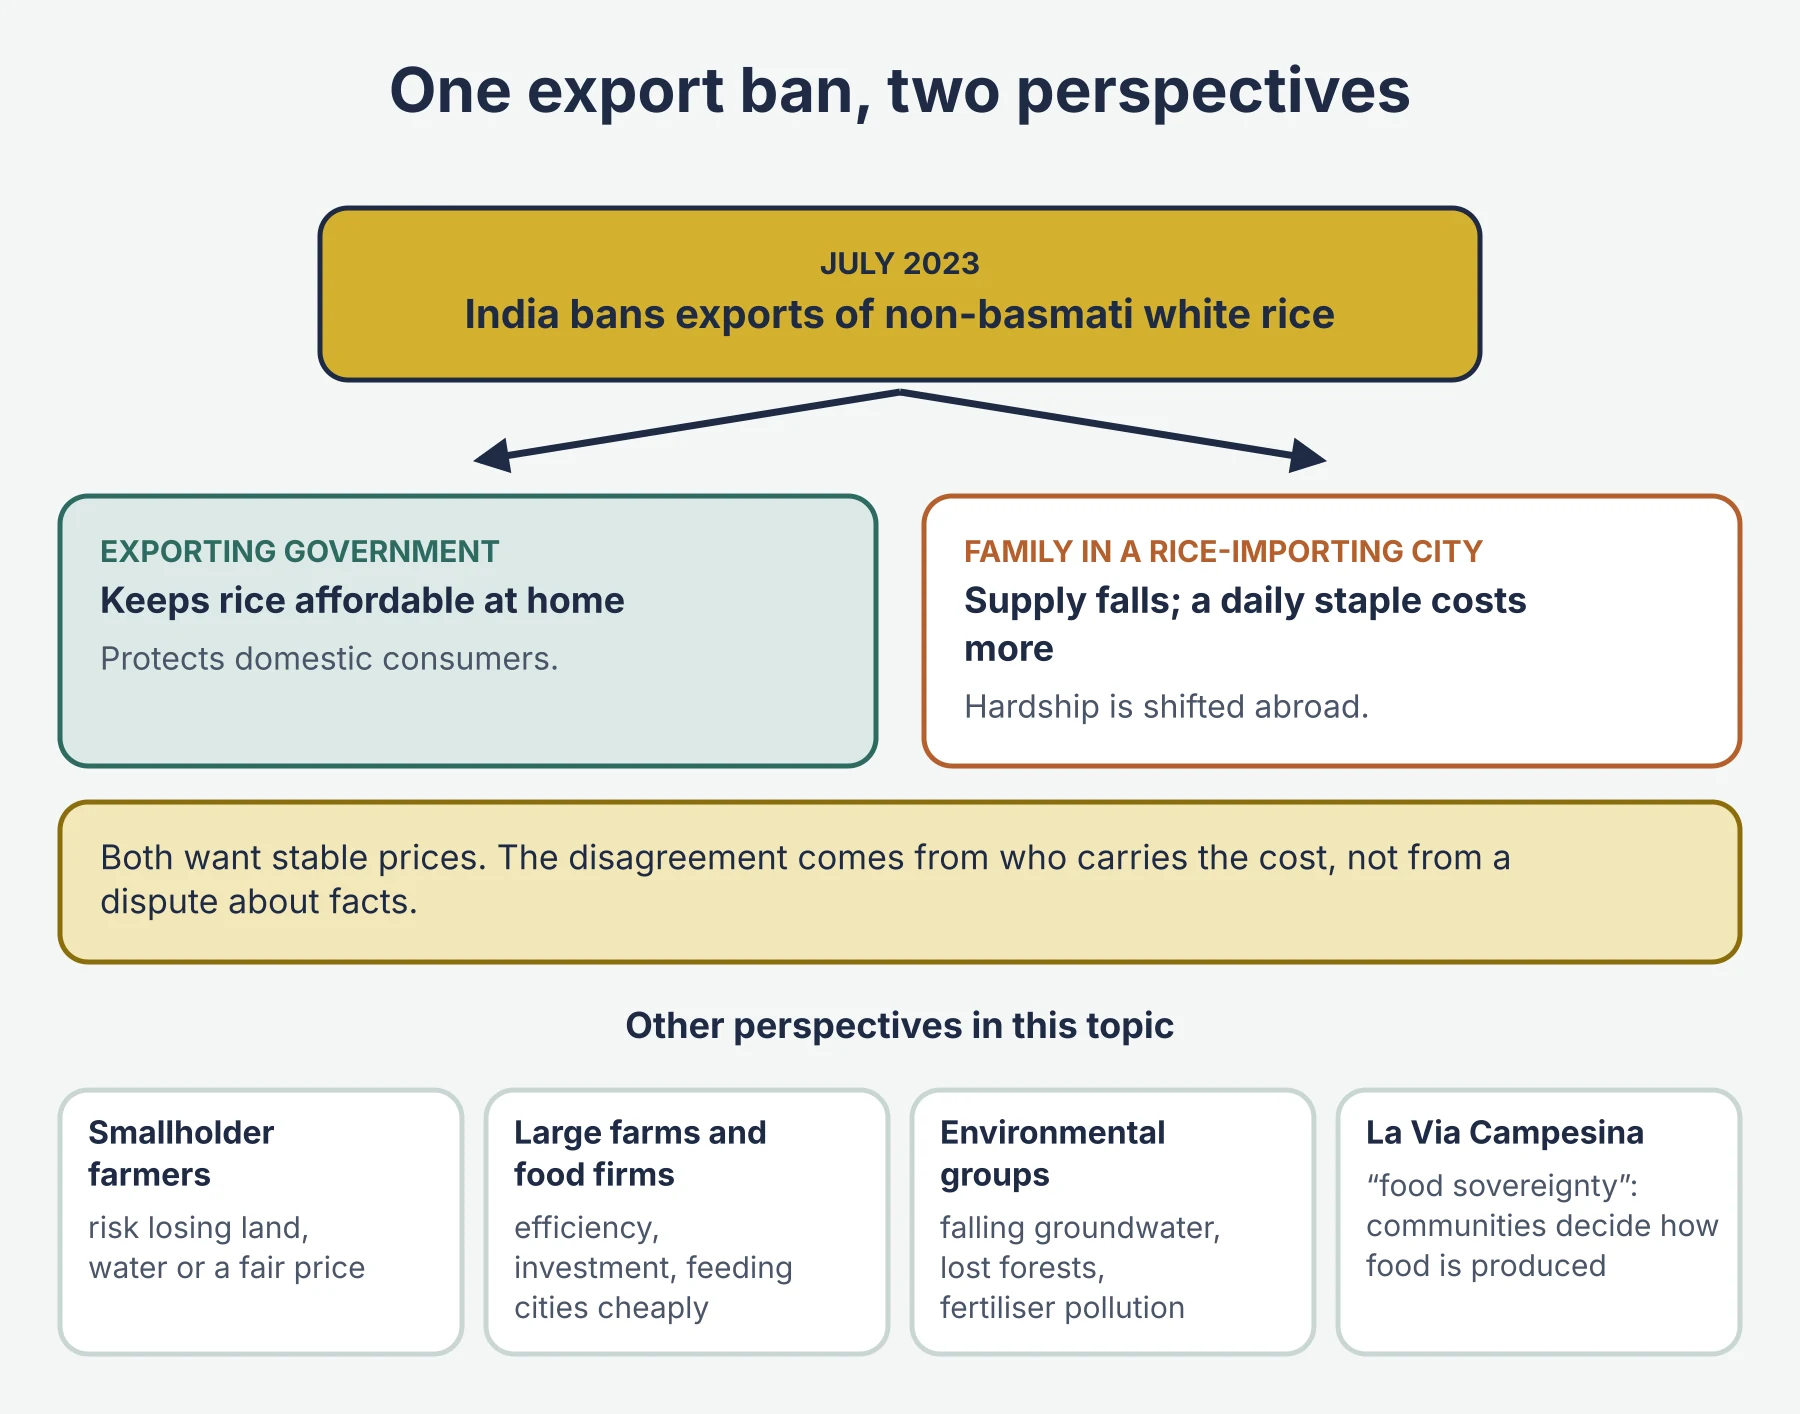 One export ban, two perspectives
JULY 2023
India bans exports of non-basmati white rice
EXPORTING GOVERNMENT
Keeps rice affordable at home
Protects domestic consumers.
FAMILY IN A RICE-IMPORTING CITY
Supply falls; a daily staple costs
more
Hardship is shifted abroad.
Both want stable prices. The disagreement comes from who carries the cost, not from a
dispute about facts.
Other perspectives in this topic
Smallholder
farmers
risk losing land,
water or a fair price
Large farms and
food firms
efficiency,
investment, feeding
cities cheaply
Environmental
groups
falling groundwater,
lost forests,
fertiliser pollution
La Via Campesina
“food sovereignty”:
communities decide how
food is produced